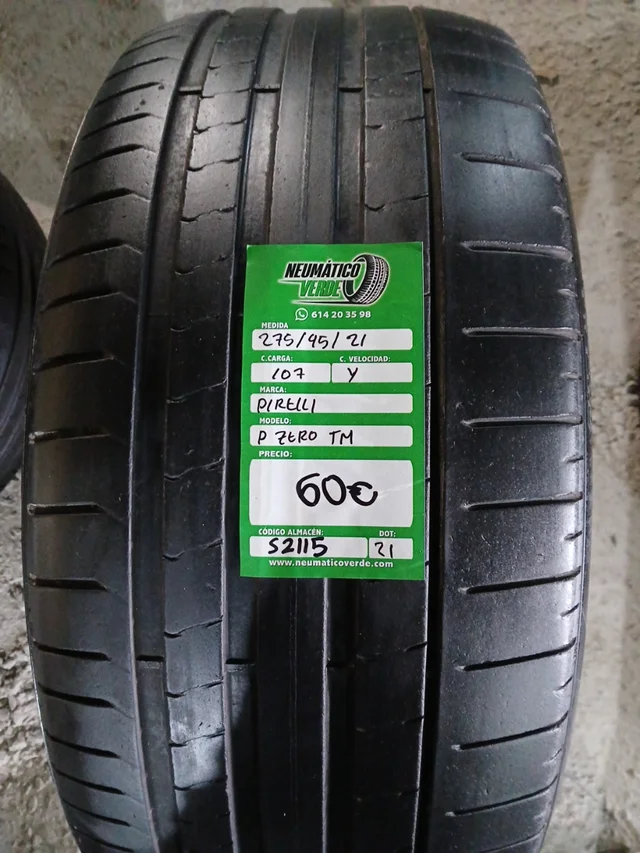 NEUMÁTICO
VERDE
614 20 35 98
MEDIDA
275/45/21
C.CARGA: C. VELOCIDAD:
107 Y
MARCA:
PIRELLI
MODELO:
P ZERO TM
PRECIO:
60€
CÓDIGO ALMACÉN: DOT:
S2115 21
www.neumaticoverde.com